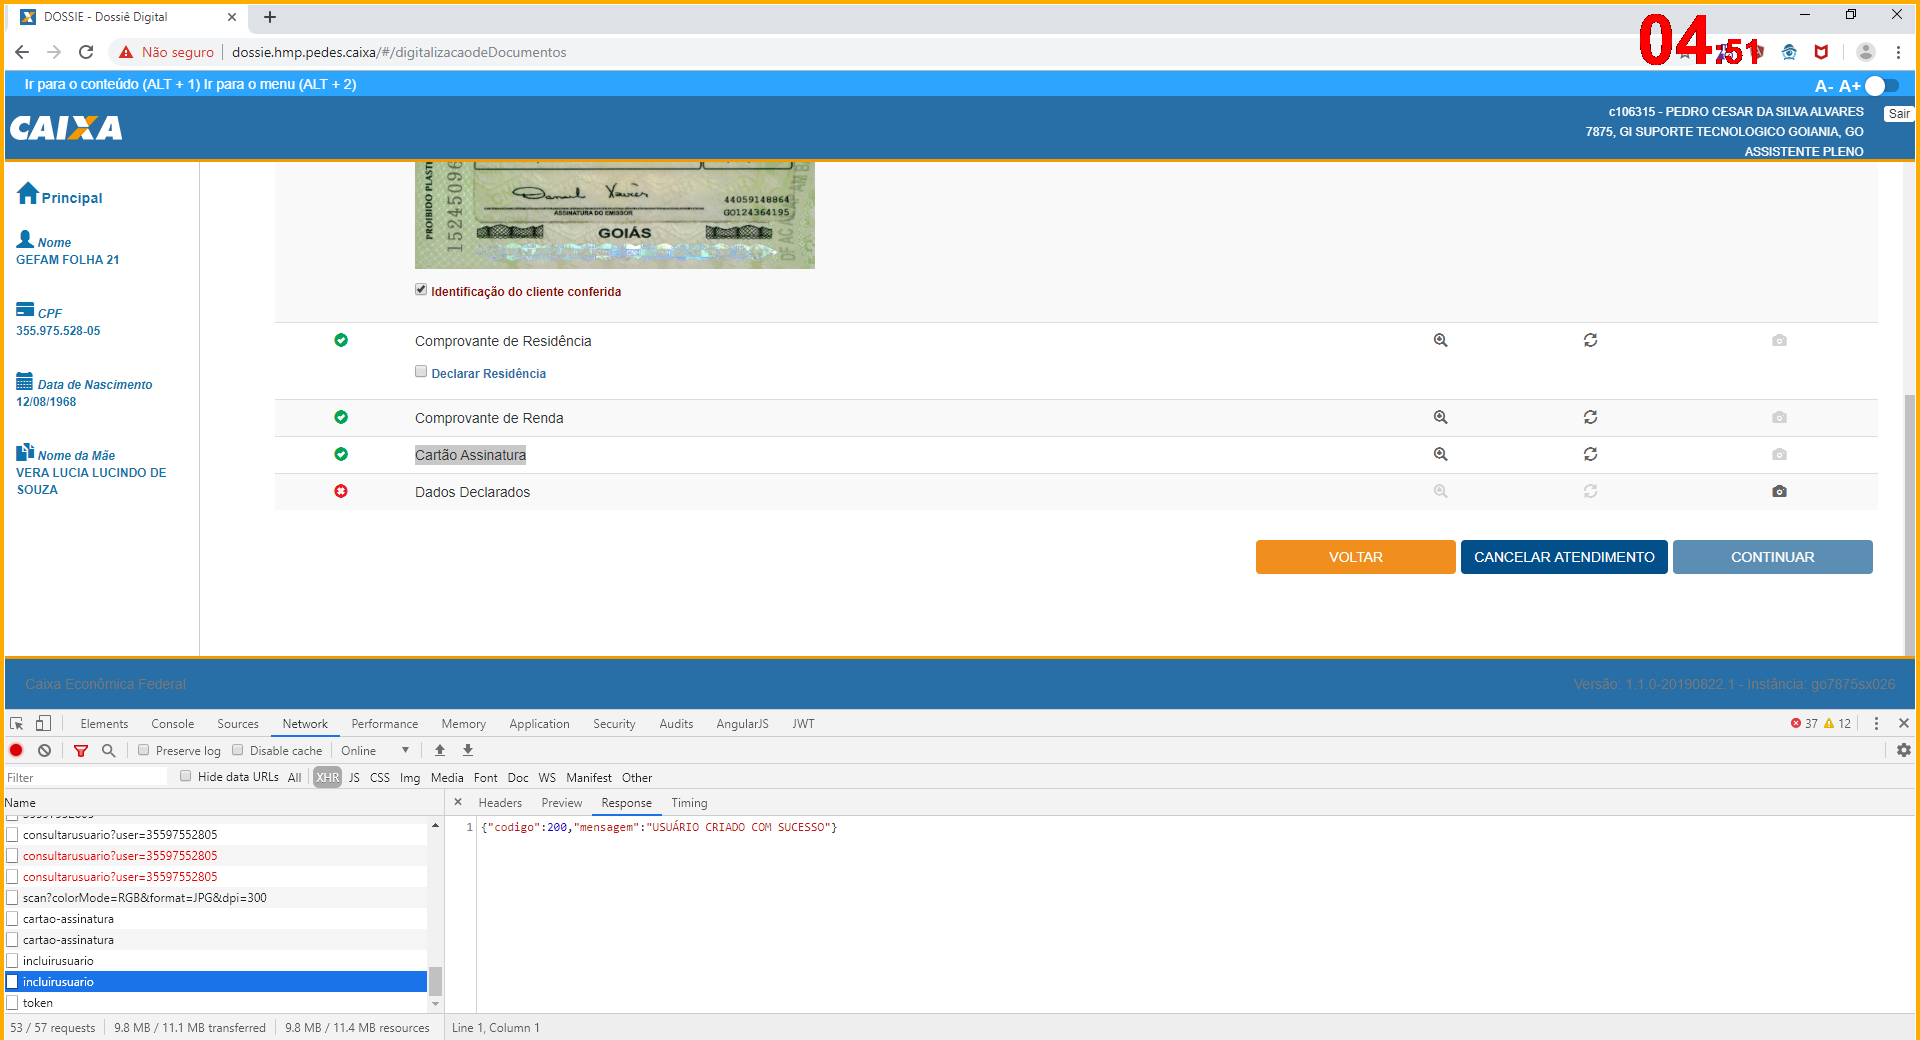 DOSSIE - Dossiê Digital
Não seguro
dossie.hmp.pedes.caixa/#/digitalizacaodeDocumentos
04:51
Ir para o conteúdo (ALT + 1) Ir para o menu (ALT + 2)
A- A+
CAIXA
c106315 - PEDRO CESAR DA SILVA ALVARES
Sair
7875, GI SUPORTE TECNOLOGICO GOIANIA, GO
ASSISTENTE PLENO
Principal
Nome
GEFAM FOLHA 21
CPF
355.975.528-05
Data de Nascimento
12/08/1968
Nome da Mãe
VERA LUCIA LUCINDO DE
SOUZA
PROIBIDO PLAST
15245096
44059148864
GO124364195
ASSINATURA DO EMISSOR
GOIÁS
Identificação do cliente conferida
Comprovante de Residência
Declarar Residência
Comprovante de Renda
Cartão Assinatura
Dados Declarados
VOLTAR
CANCELAR ATENDIMENTO
CONTINUAR
Caixa Econômica Federal
Versão: 1.1.0-20190822.1 - Instância: go7875sx026
Elements Console Sources Network Performance Memory Application Security Audits AngularJS JWT
37 12
Preserve log Disable cache Online
Filter
Hide data URLs All XHR JS CSS Img Media Font Doc WS Manifest Other
Name
Headers Preview Response Timing
35597552805
consultarusuario?user=35597552805
consultarusuario?user=35597552805
consultarusuario?user=35597552805
scan?colorMode=RGB&format=JPG&dpi=300
cartao-assinatura
cartao-assinatura
incluirusuario
incluirusuario
token
1 {"codigo":200,"mensagem":"USUÁRIO CRIADO COM SUCESSO"}
53 / 57 requests 9.8 MB / 11.1 MB transferred 9.8 MB / 11.4 MB resources
Line 1, Column 1